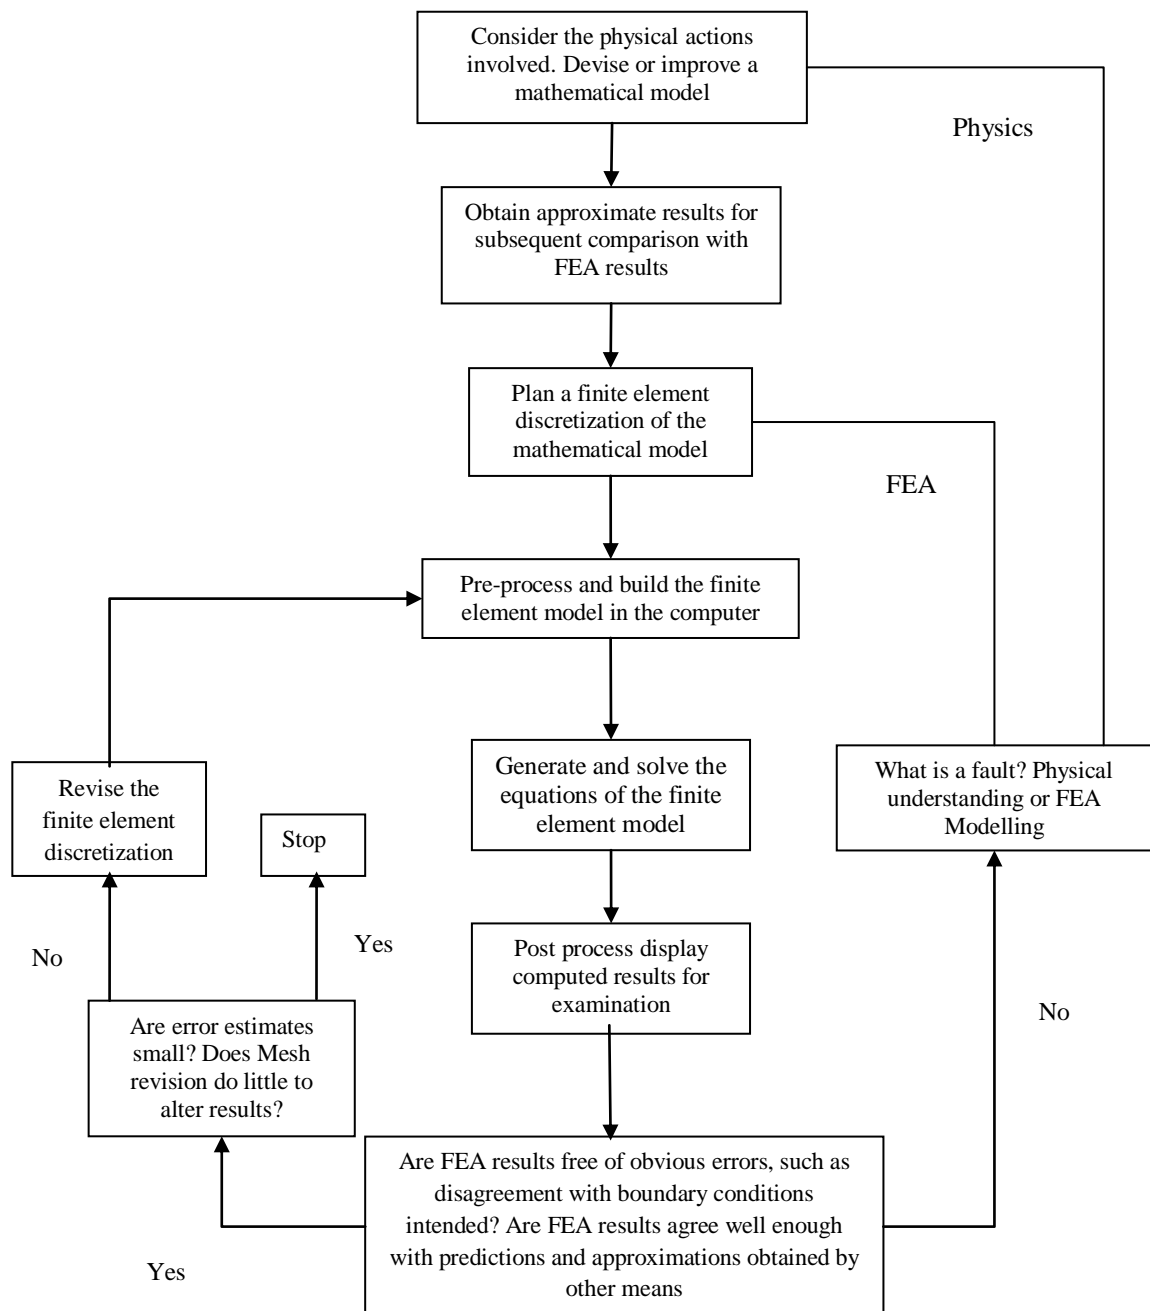 Consider the physical actions
involved. Devise or improve a
mathematical model
Physics
Obtain approximate results for
subsequent comparison with
FEA results
Plan a finite element
discretization of the
mathematical model
FEA
Pre-process and build the finite
element model in the computer
Generate and solve the
equations of the finite
element model
What is a fault? Physical
understanding or FEA
Modelling
Revise the
finite element
discretization
Stop
No
Yes
Post process display
computed results for
examination
No
Are error estimates
small? Does Mesh
revision do little to
alter results?
Are FEA results free of obvious errors, such as
disagreement with boundary conditions
intended? Are FEA results agree well enough
with predictions and approximations obtained by
other means
Yes